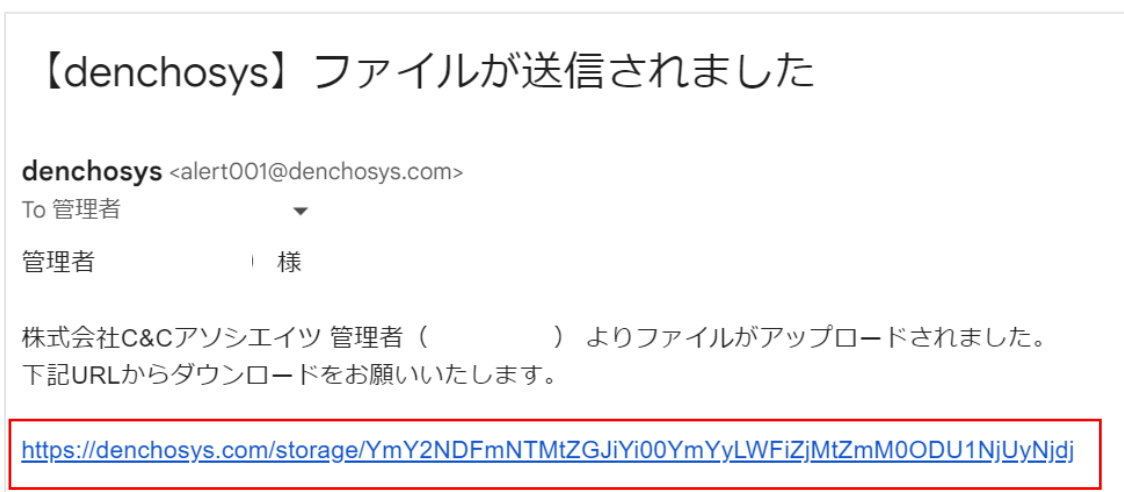 【denchosys】ファイルが送信されました
denchosys <alert001@denchosys.com>
To 管理者
管理者 様
株式会社C&Cアソシエイツ 管理者（ ） よりファイルがアップロードされました。
下記URLからダウンロードをお願いいたします。
https://denchosys.com/storage/YmY2NDFmNTMtZGJiYi00YmYyLWFiZjMtZmM0ODU1NjUyNjdj